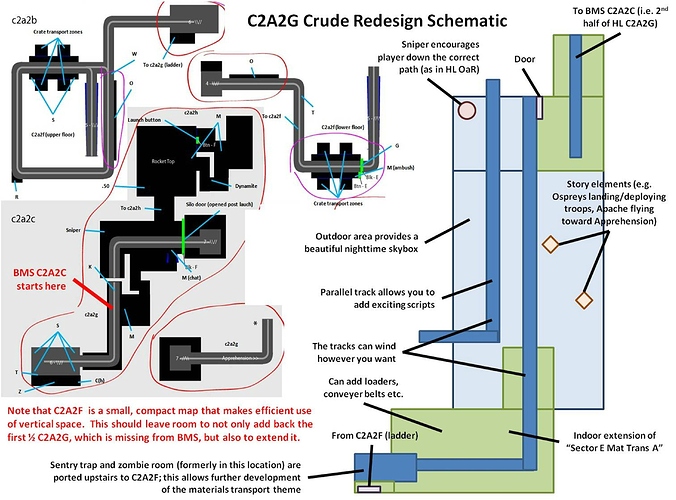 C2A2G Crude Redesign Schematic
c2a2b
Crate transport zones
W
O
S
C2a2f(upper floor)
R
To c2a2g (ladder)
O
T
To c2a2f
C2a2f(lower floor)
G
M (ambush)
Btn - E
Crate transport zones
c2a2h
M
Launch button
Rocket Top
Dynamite
.50
To c2a2h
Silo door (opened post lauch)
c2a2c
Sniper
BMS C2A2C
starts here
K
M (chat)
c2a2g
S
M
T
Z
C(b)
R
c2a2g
Apprehension >>
Note that C2A2F is a small, compact map that makes efficient use
of vertical space. This should leave room to not only add back the
first ½ C2A2G, which is missing from BMS, but also to extend it.
Sentry trap and zombie room (formerly in this location) are
ported upstairs to C2A2F; this allows further development
of the materials transport theme
To BMS C2A2C (i.e. 2nd
half of HL C2A2G)
Sniper encourages
player down the correct
path (as in HL OaR)
Door
Story elements (e.g.
Ospreys landing/deploying
troops, Apache flying
toward Apprehension)
Outdoor area provides a
beautiful nighttime skybox
Parallel track allows you to
add exciting scripts
The tracks can wind
however you want
Can add loaders,
conveyer belts etc.
From C2A2F (ladder)
Indoor extension of
"Sector E Mat Trans A"